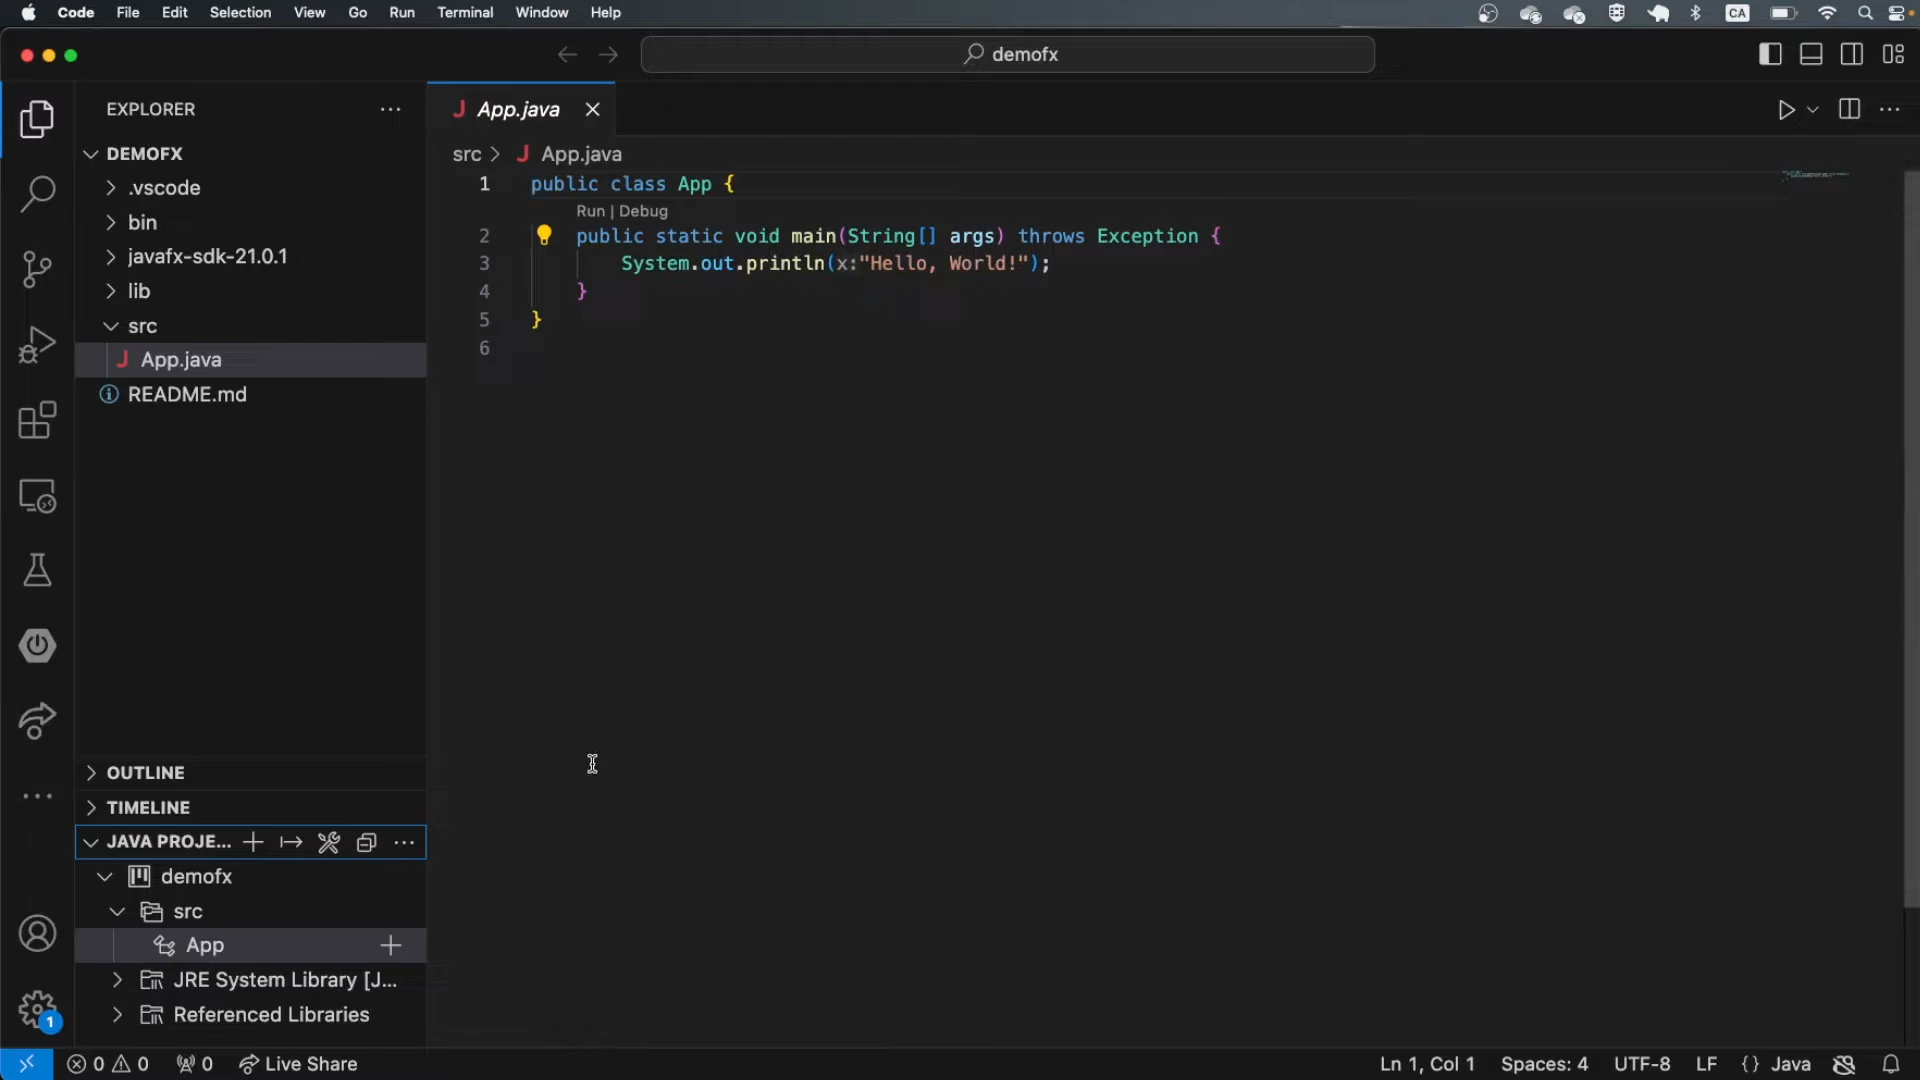 Code File Edit Selection View Go Run Terminal Window Help CA
demofx
EXPLORER
DEMOFX
.vscode
bin
javafx-sdk-21.0.1
lib
src
J App.java
README.md
OUTLINE
TIMELINE
JAVA PROJE...
demofx
src
App
JRE System Library [J...
Referenced Libraries
1
J App.java
src > J App.java
1 public class App {
Run | Debug
2 public static void main(String[] args) throws Exception {
3 System.out.println(x:"Hello, World!");
4 }
5 }
6
0 0 0 Live Share
Ln 1, Col 1 Spaces: 4 UTF-8 LF {} Java